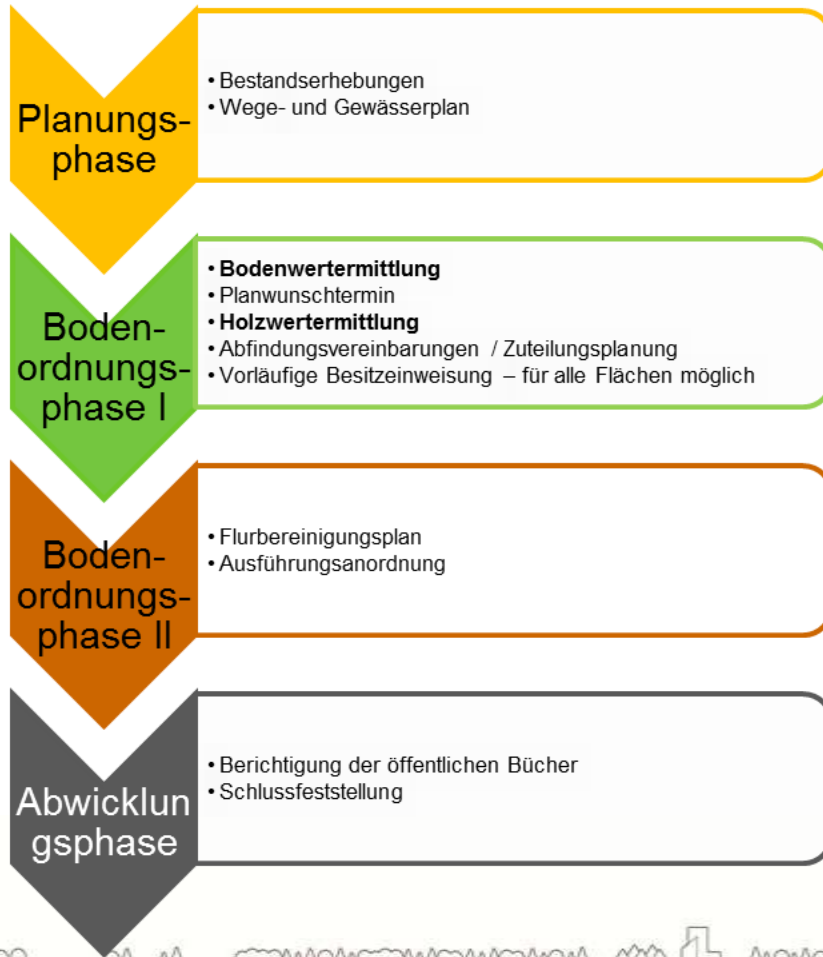 Planungs-
phase
• Bestandserhebungen
• Wege- und Gewässerplan
Boden-
ordnungs-
phase I
• Bodenwertermittlung
• Planwunschtermin
• Holzwertermittlung
• Abfindungsvereinbarungen / Zuteilungsplanung
• Vorläufige Besitzeinweisung – für alle Flächen möglich
Boden-
ordnungs-
phase II
• Flurbereinigungsplan
• Ausführungsanordnung
Abwicklun
gsphase
• Berichtigung der öffentlichen Bücher
• Schlussfeststellung